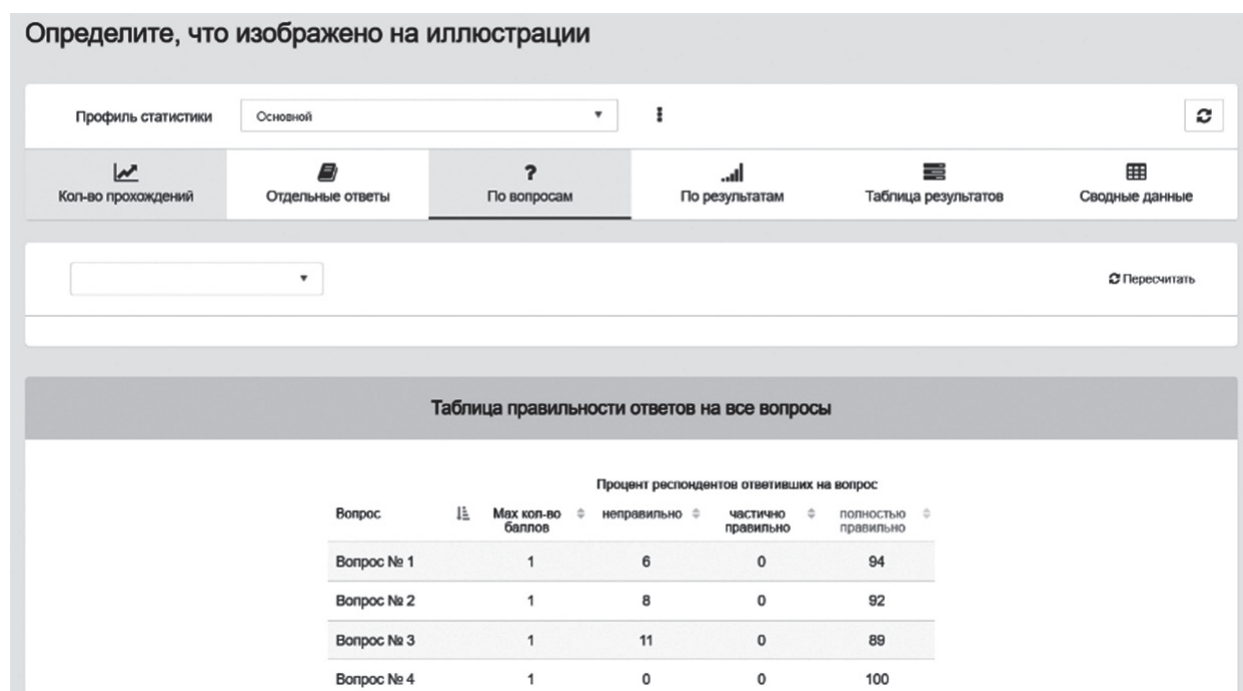 Определите, что изображено на иллюстрации
Профиль статистики Основной
Кол-во прохождений Отдельные ответы По вопросам По результатам Таблица результатов Сводные данные
Пересчитать
Таблица правильности ответов на все вопросы
Процент респондентов ответивших на вопрос
Вопрос Мах кол-во баллов неправильно частично правильно полностью правильно
Вопрос № 1 1 6 0 94
Вопрос № 2 1 8 0 92
Вопрос № 3 1 11 0 89
Вопрос № 4 1 0 0 100